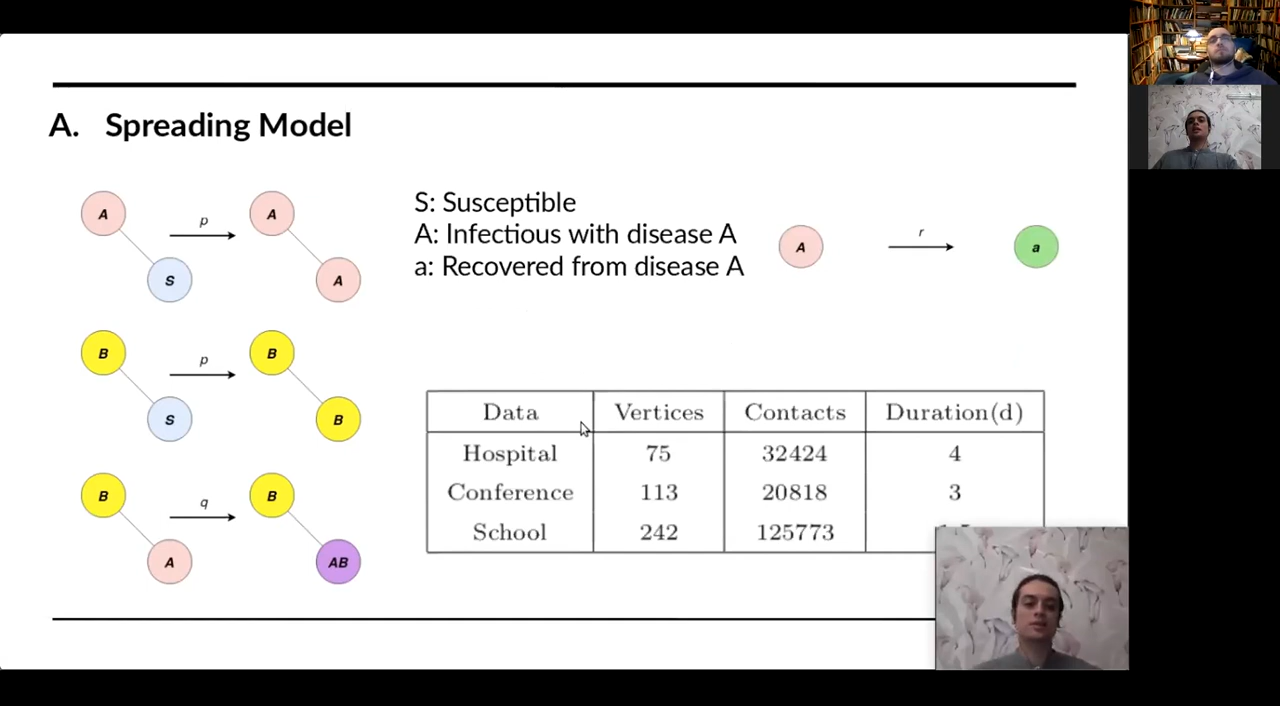 A. Spreading Model
A p A
S A
S: Susceptible
A: Infectious with disease A
a: Recovered from disease A
A r a
B p B
S B
B q B
A AB
Data Vertices Contacts Duration(d)
Hospital 75 32424 4
Conference 113 20818 3
School 242 125773